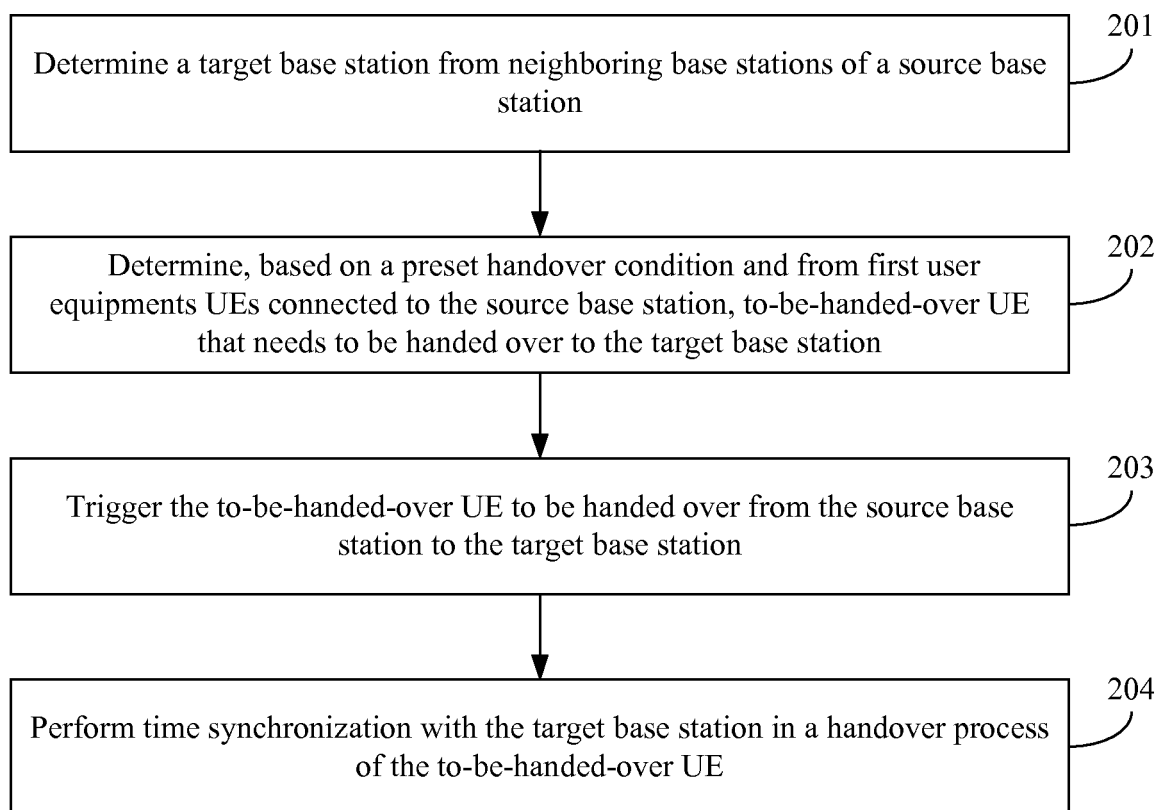 201
Determine a target base station from neighboring base stations of a source base
station
202
Determine, based on a preset handover condition and from first user
equipments UEs connected to the source base station, to-be-handed-over UE
that needs to be handed over to the target base station
203
Trigger the to-be-handed-over UE to be handed over from the source base
station to the target base station
204
Perform time synchronization with the target base station in a handover process
of the to-be-handed-over UE